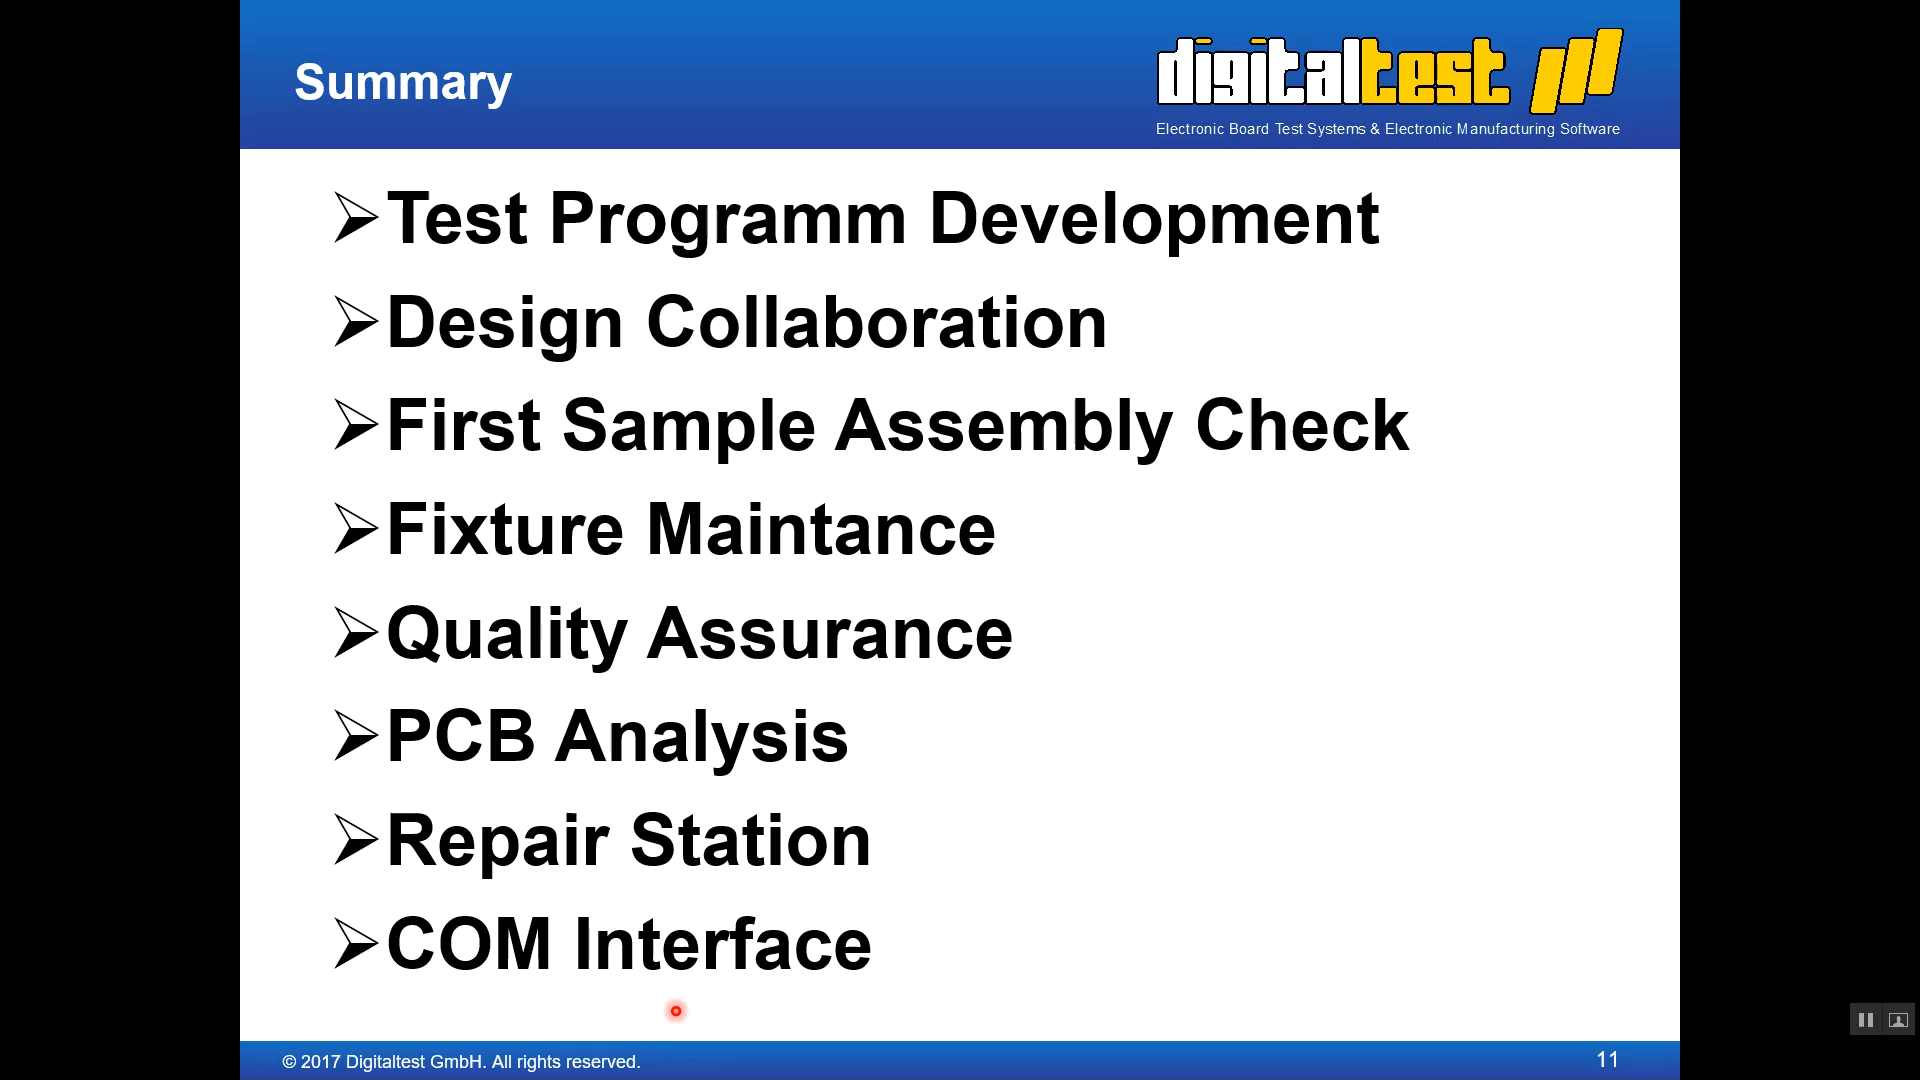 Summary
digitaltest
Electronic Board Test Systems & Electronic Manufacturing Software
Test Programm Development
Design Collaboration
First Sample Assembly Check
Fixture Maintance
Quality Assurance
PCB Analysis
Repair Station
COM Interface
© 2017 Digitaltest GmbH. All rights reserved.
11